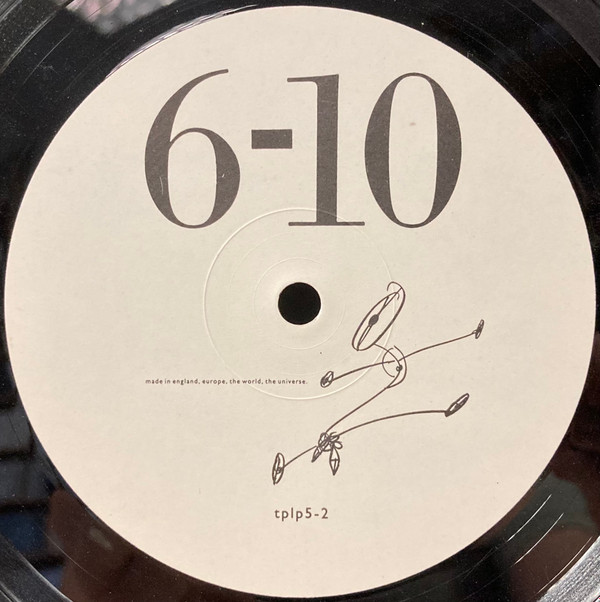 6-10
made in england, europe, the world, the universe.
tplp5-2